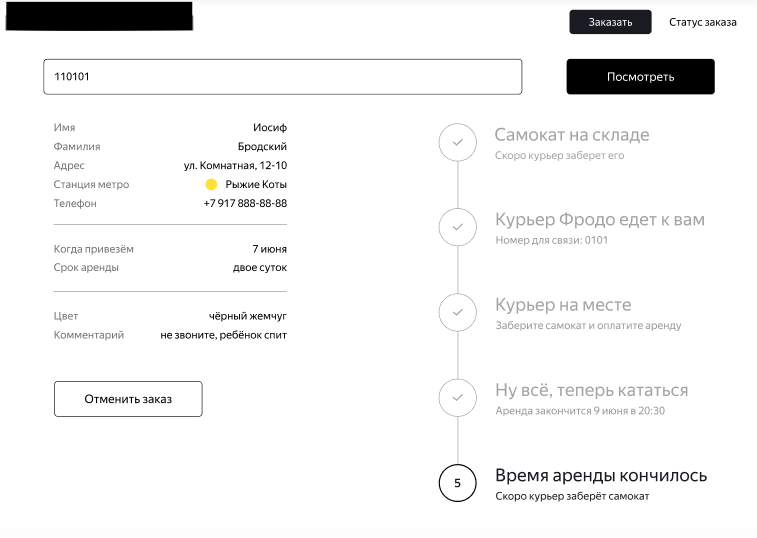 Заказать
Статус заказа
110101
Посмотреть
Имя Иосиф
Фамилия Бродский
Адрес ул. Комнатная, 12-10
Станция метро Рыжие Коты
Телефон +7 917 888-88-88
Когда привезём 7 июня
Срок аренды двое суток
Цвет чёрный жемчуг
Комментарий не звоните, ребёнок спит
Отменить заказ
Самокат на складе
Скоро курьер заберет его
Курьер Фродо едет к вам
Номер для связи: 0101
Курьер на месте
Заберите самокат и оплатите аренду
Ну всё, теперь кататься
Аренда закончится 9 июня в 20:30
5
Время аренды кончилось
Скоро курьер заберёт самокат